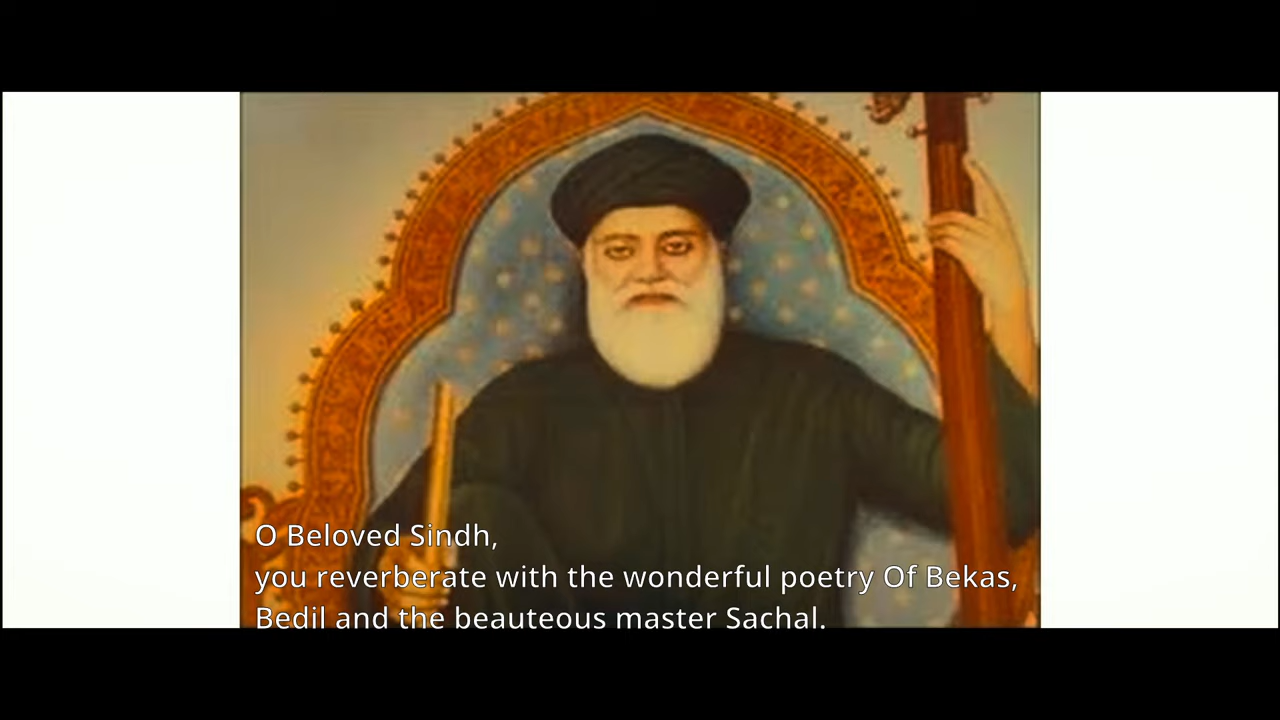 O Beloved Sindh,
you reverberate with the wonderful poetry Of Bekas,
Bedil and the beauteous master Sachal.